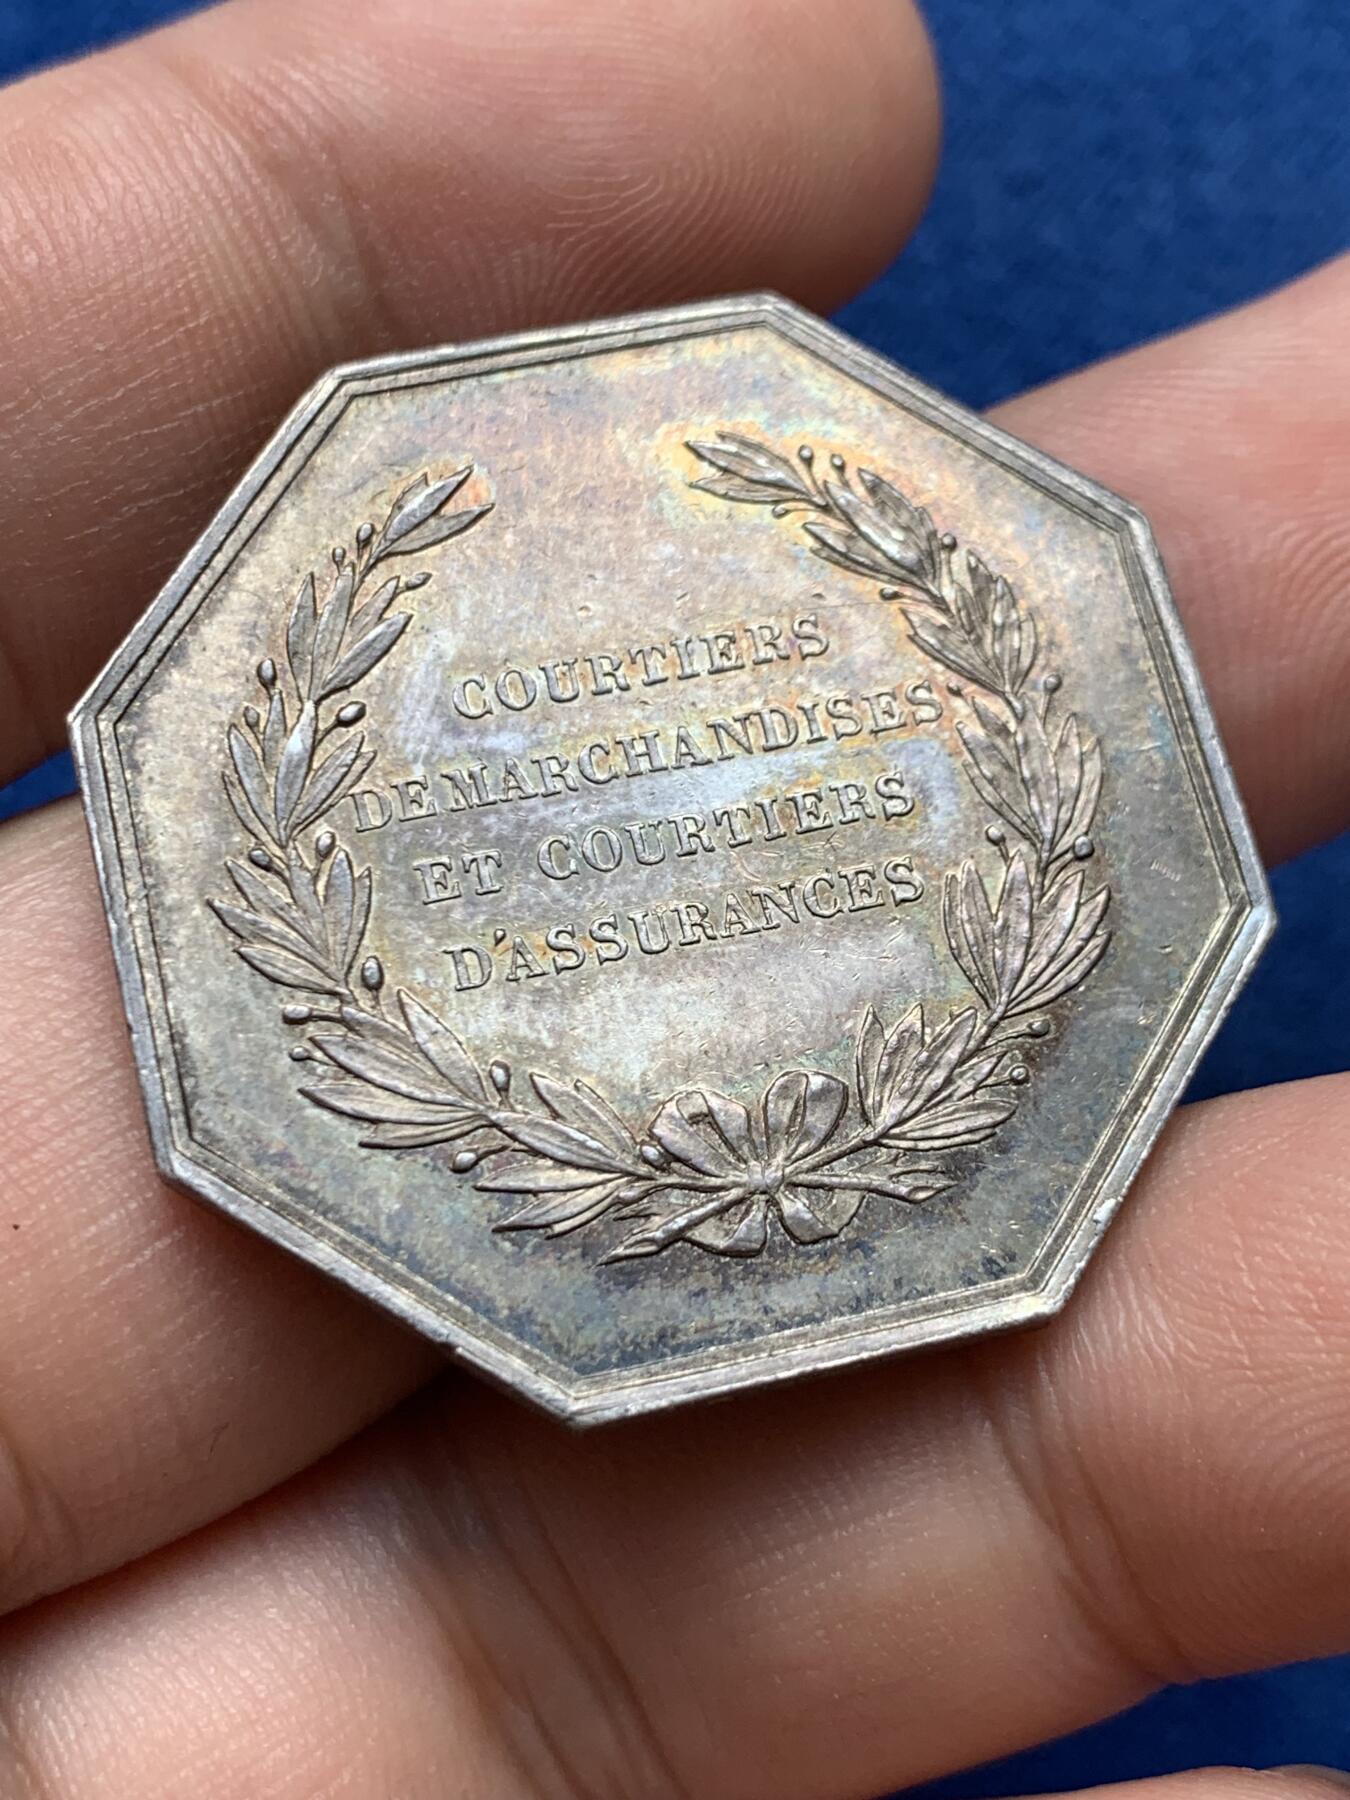 COURTIERS
DE MARCHANDISES
ET COURTIERS
D'ASSURANCES